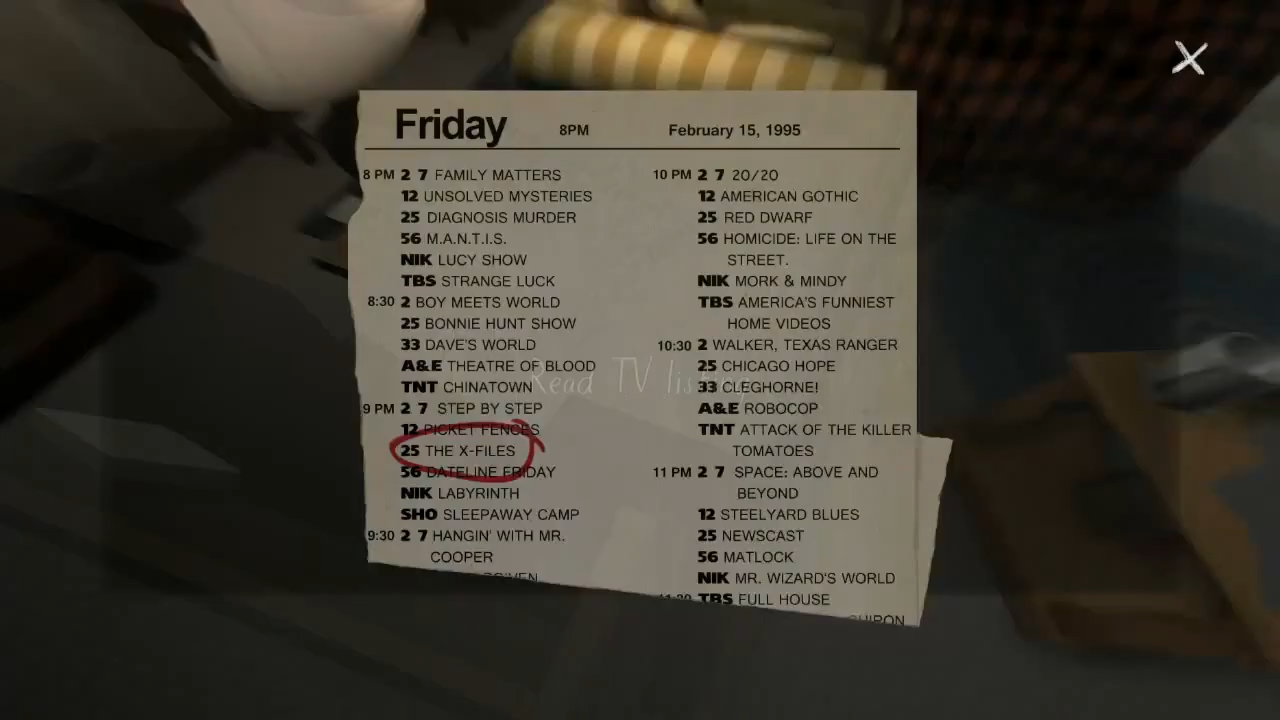 Friday 8PM February 15, 1995
8 PM 2 7 FAMILY MATTERS
12 UNSOLVED MYSTERIES
25 DIAGNOSIS MURDER
56 M.A.N.T.I.S.
NIK LUCY SHOW
TBS STRANGE LUCK
8:30 2 BOY MEETS WORLD
25 BONNIE HUNT SHOW
33 DAVE'S WORLD
A&E THEATRE OF BLOOD
TNT CHINATOWN
9 PM 2 7 STEP BY STEP
12 PICKET FENCES
25 THE X-FILES
56 DATELINE FRIDAY
NIK LABYRINTH
SHO SLEEPAWAY CAMP
9:30 2 7 HANGIN' WITH MR.
COOPER
10 PM 2 7 20/20
12 AMERICAN GOTHIC
25 RED DWARF
56 HOMICIDE: LIFE ON THE
STREET.
NIK MORK & MINDY
TBS AMERICA'S FUNNIEST
HOME VIDEOS
10:30 2 WALKER, TEXAS RANGER
25 CHICAGO HOPE
33 CLEGHORNE!
A&E ROBOCOP
TNT ATTACK OF THE KILLER
TOMATOES
11 PM 2 7 SPACE: ABOVE AND
BEYOND
12 STEELYARD BLUES
25 NEWSCAST
56 MATLOCK
NIK MR. WIZARD'S WORLD
TBS FULL HOUSE
Read TV listing